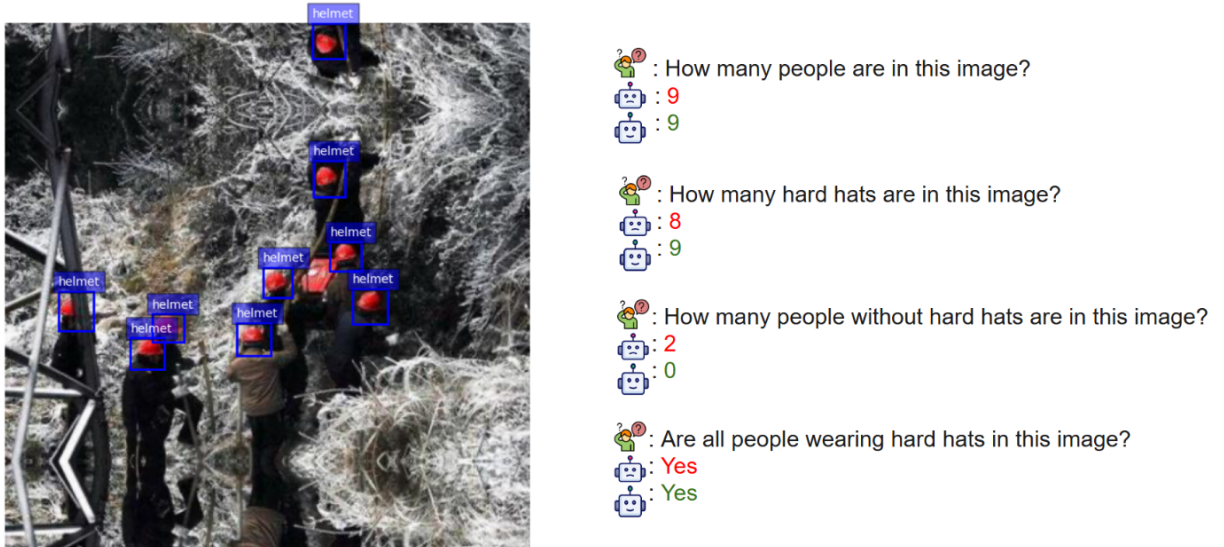 helmet
helmet
helmet
helmet
helmet
helmet
helmet
helmet
helmet
: How many people are in this image?
: 9
: 9
: How many hard hats are in this image?
: 8
: 9
: How many people without hard hats are in this image?
: 2
: 0
: Are all people wearing hard hats in this image?
: Yes
: Yes